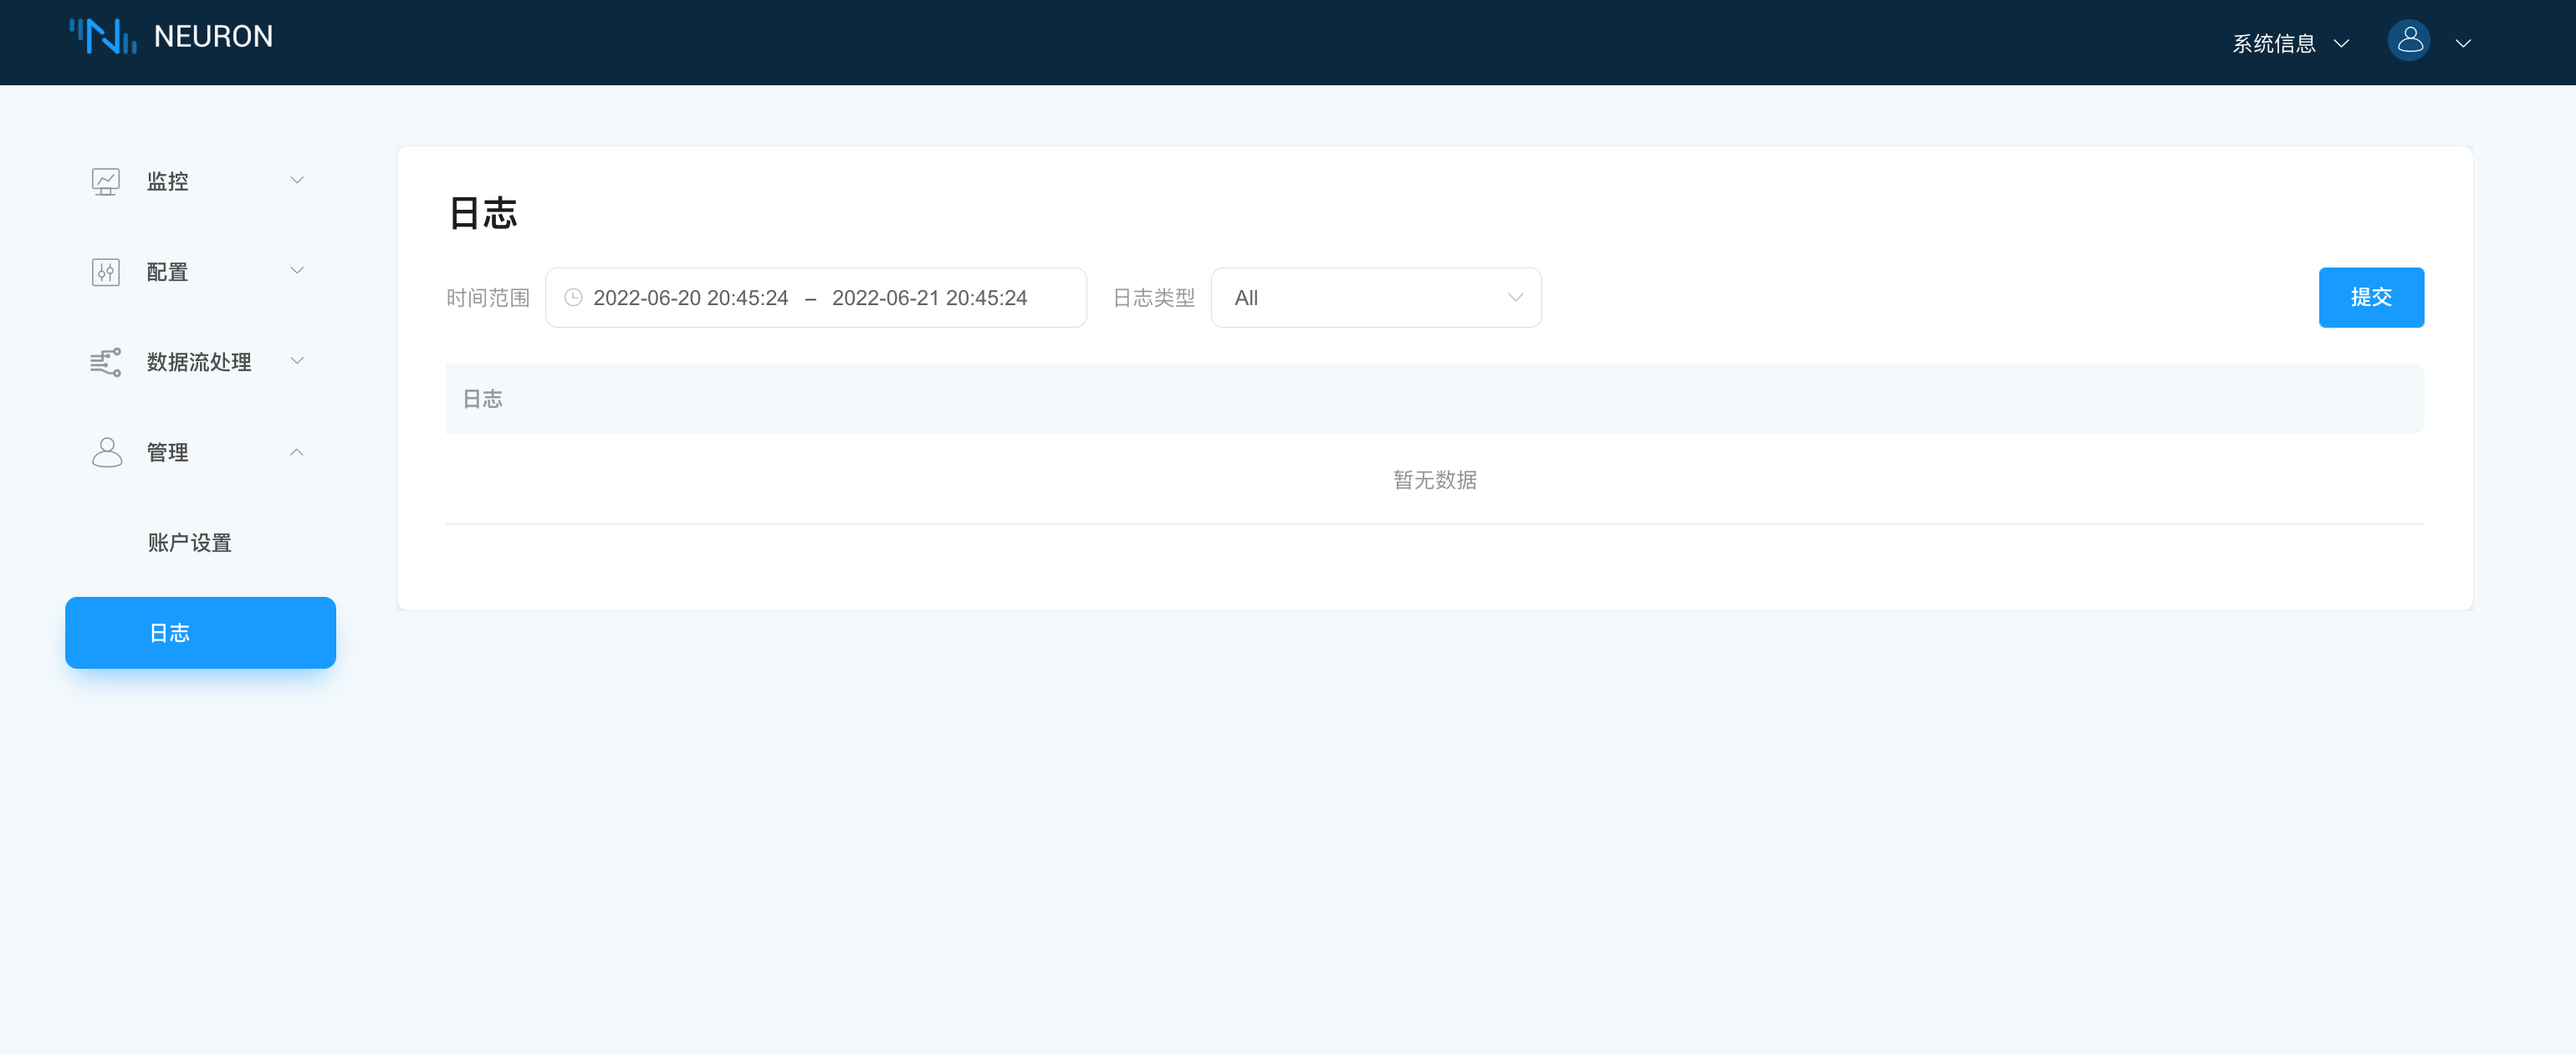 NEURON
系统信息
监控
配置
数据流处理
管理
账户设置
日志
日志
时间范围 2022-06-20 20:45:24 – 2022-06-21 20:45:24 日志类型 All 提交
日志
暂无数据